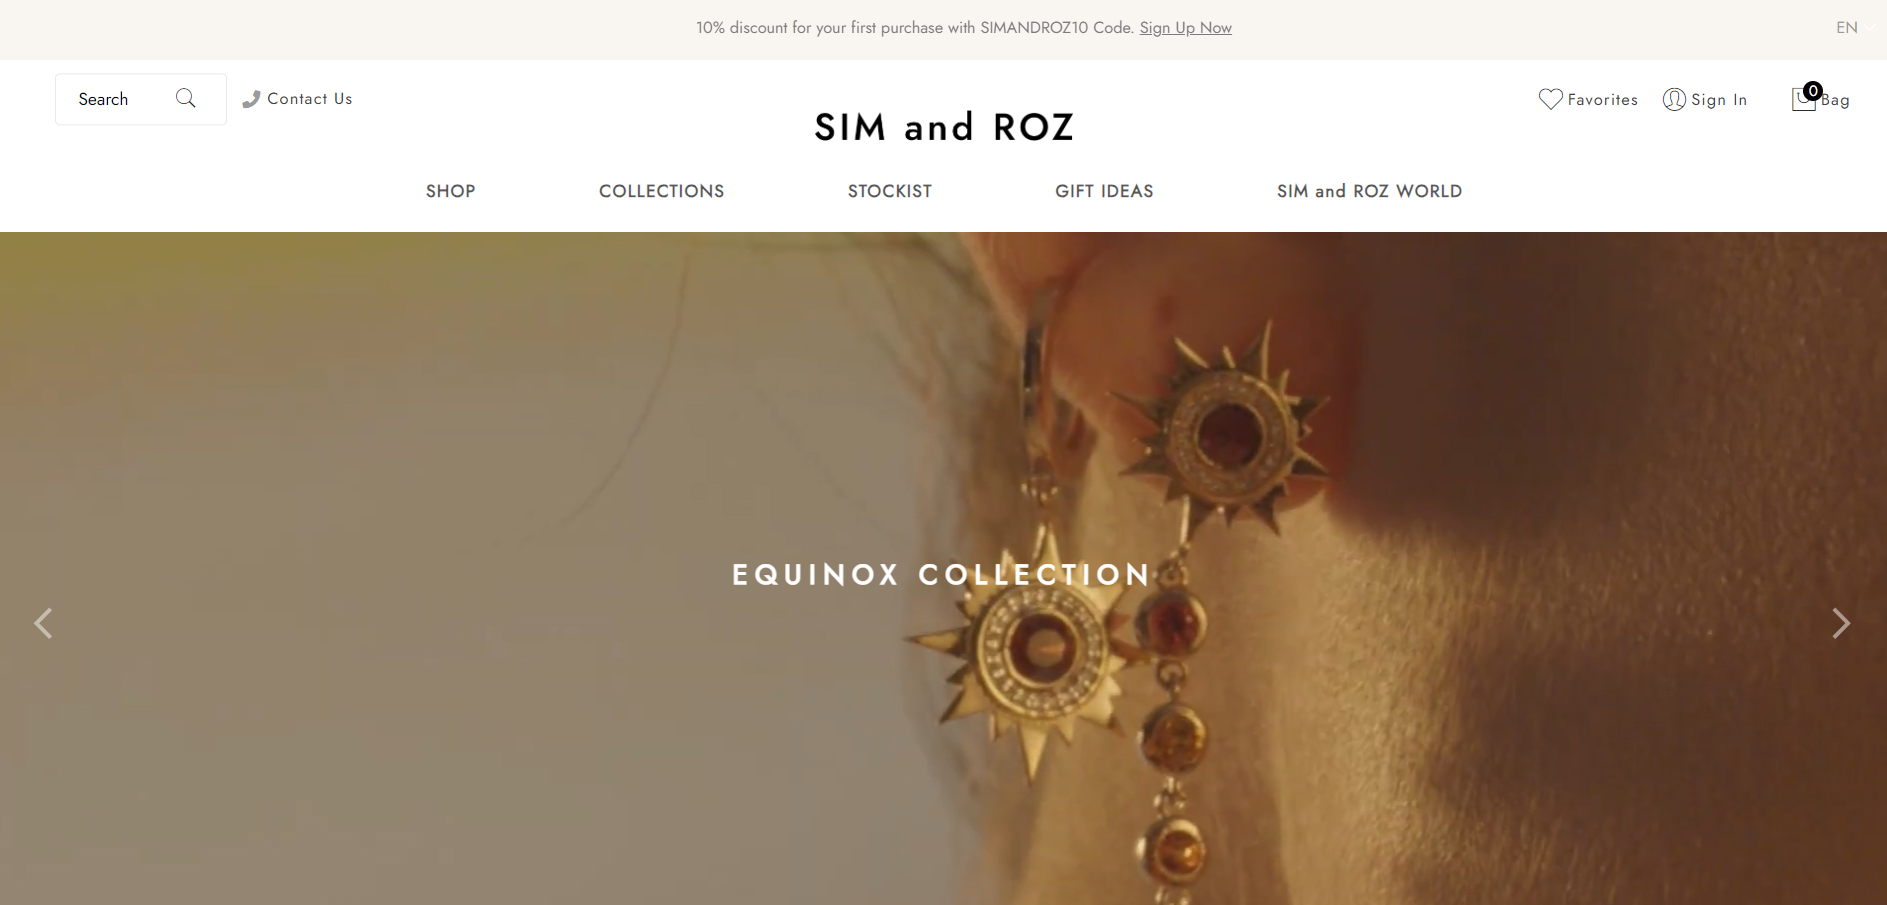 10% discount for your first purchase with SIMANDROZ10 Code. Sign Up Now
EN
Search
Contact Us
SIM and ROZ
Favorites
Sign In
0
Bag
SHOP
COLLECTIONS
STOCKIST
GIFT IDEAS
SIM and ROZ WORLD
EQUINOX COLLECTION